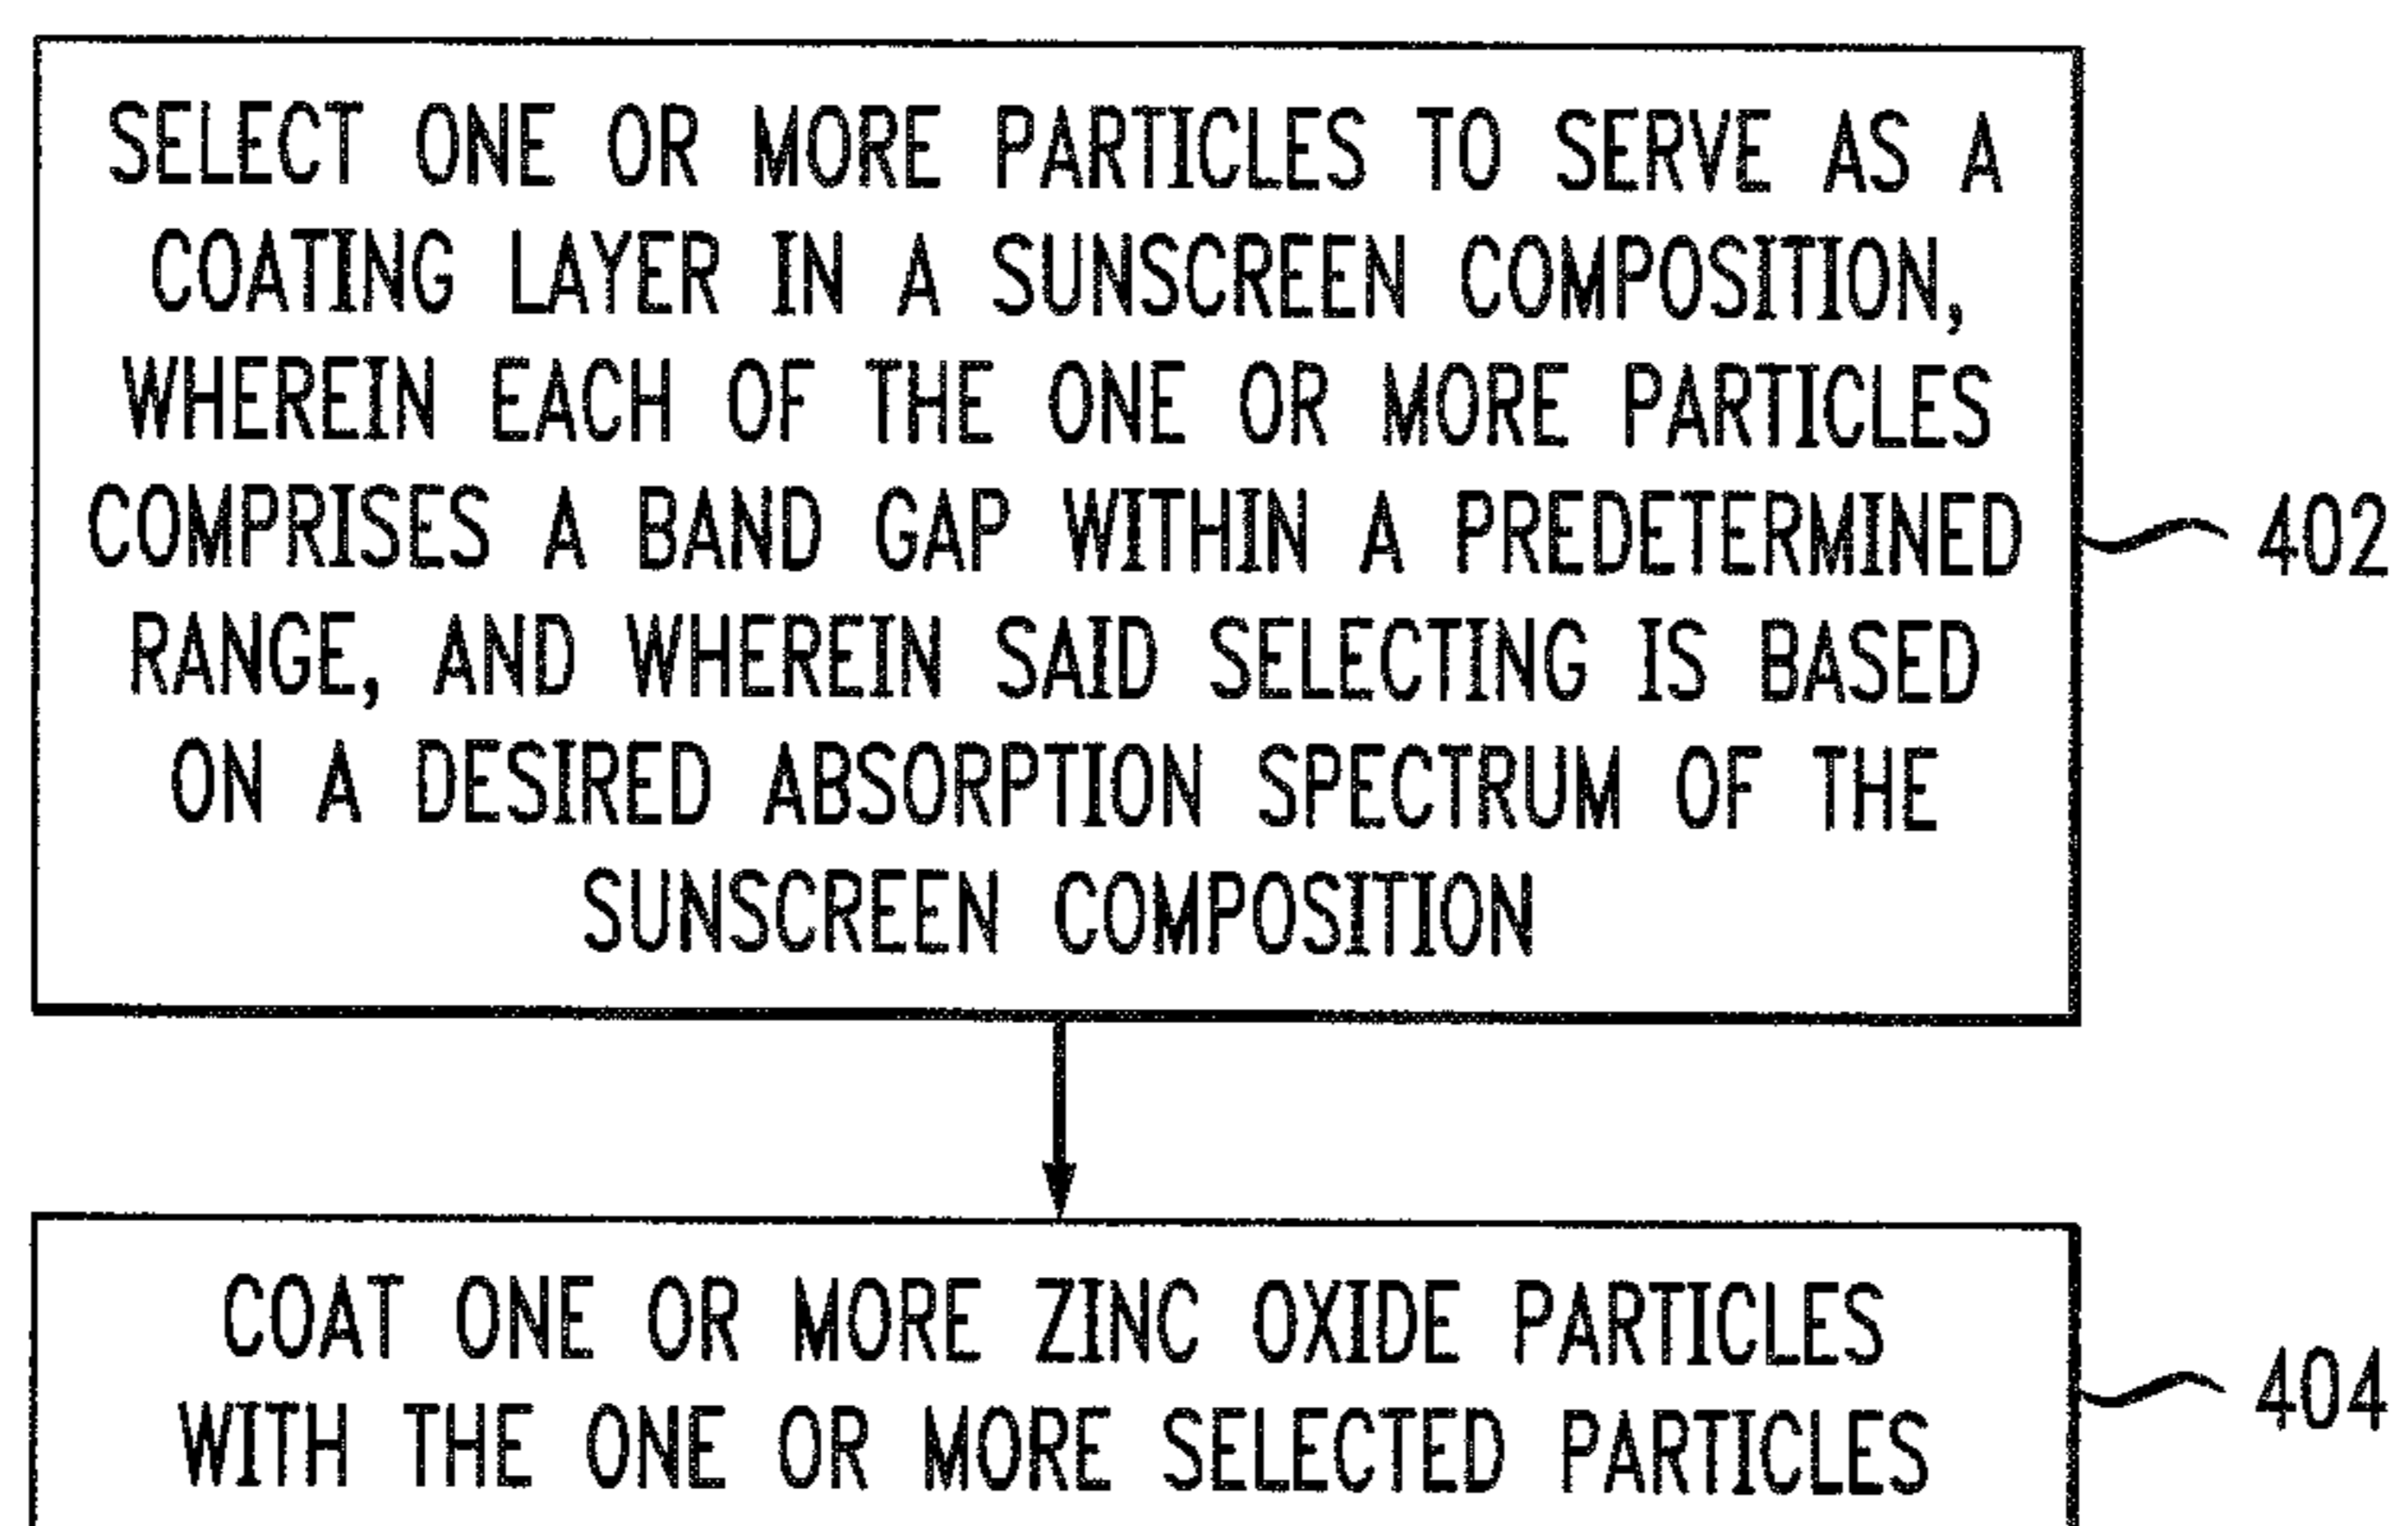 SELECT ONE OR MORE PARTICLES TO SERVE AS A
COATING LAYER IN A SUNSCREEN COMPOSITION,
WHEREIN EACH OF THE ONE OR MORE PARTICLES
COMPRISES A BAND GAP WITHIN A PREDETERMINED
RANGE, AND WHEREIN SAID SELECTING IS BASED
ON A DESIRED ABSORPTION SPECTRUM OF THE
SUNSCREEN COMPOSITION
402
COAT ONE OR MORE ZINC OXIDE PARTICLES
WITH THE ONE OR MORE SELECTED PARTICLES
404